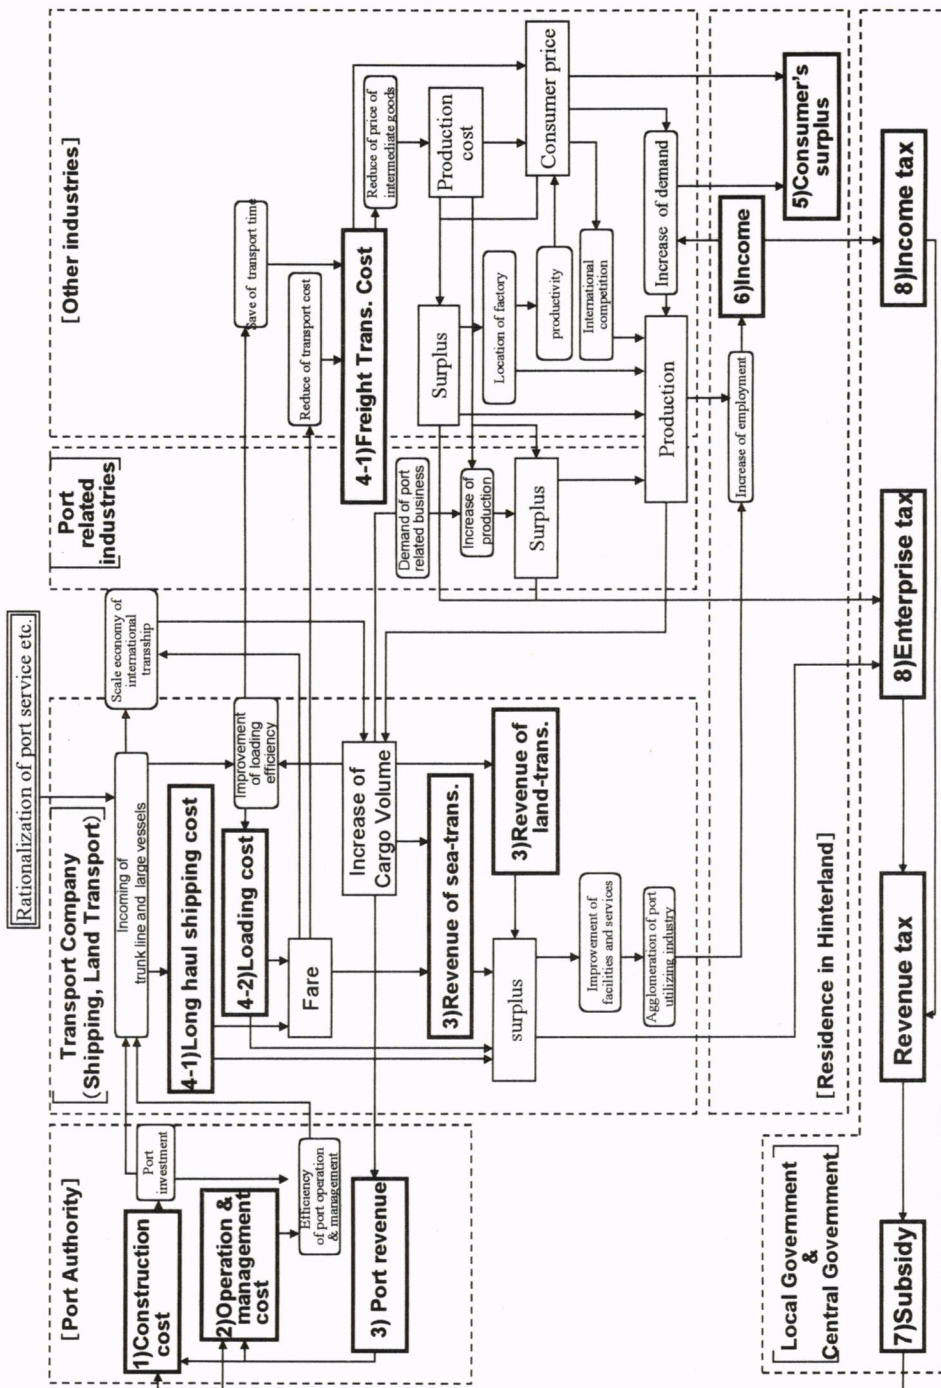 Rationalization of port service etc.
[Port Authority]
1)Construction
cost
Port
investment
2)Operation &
management
cost
Efficiency
of port operation
& management
3) Port revenue
Transport Company
(Shipping, Land Transport)
Incoming of
trunk line and large vessels
Scale economy of
international
transship
4-1)Long haul shipping cost
Improvement
of loading
efficiency
4-2)Loading cost
Fare
Increase of
Cargo Volume
3)Revenue of sea-trans.
3)Revenue of
land-trans.
surplus
Improvement of
facilities and services
Agglomeration of port
utilizing industry
Port
related
industries
Demand of port
related business
Increase of
production
Surplus
[Other industries]
Save of transport time
Reduce of transport cost
4-1)Freight Trans. Cost
Reduce of price of
intermediate goods
Production
cost
Consumer price
Surplus
Location of factory
productivity
International
competition
Increase of demand
Production
[Residence in Hinterland]
Increase of employment
6)Income
5)Consumer's
surplus
Local Government
&
Central Government
7)Subsidy
Revenue tax
8)Enterprise tax
8)Income tax